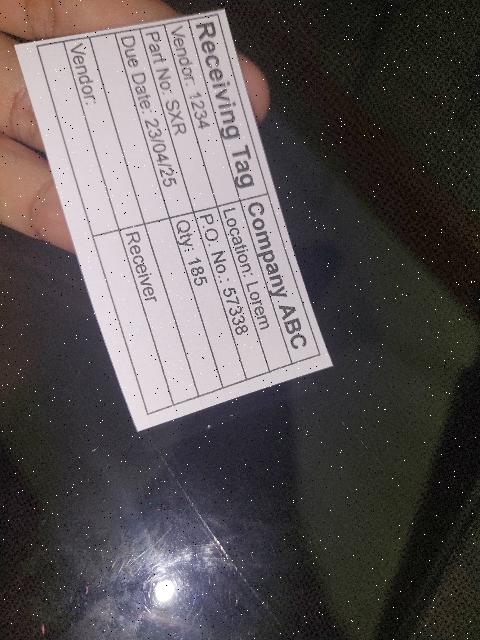 Receiving Tag Company ABC
Vendor: 1234 Location: Lorem
Part No: SXR P.O. No.: 57338
Due Date: 23/04/25 Qty: 185
Vendor: Receiver